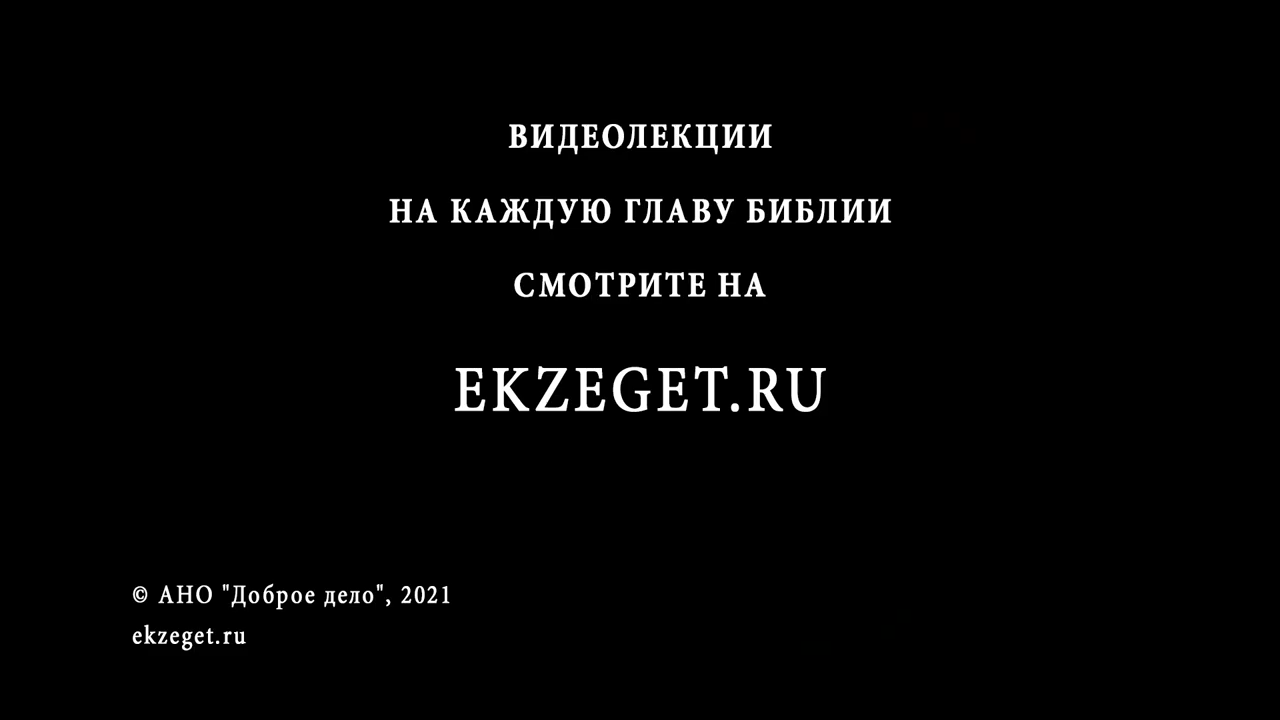 ВИДЕОЛЕКЦИИ
НА КАЖДУЮ ГЛАВУ БИБЛИИ
СМОТРИТЕ НА
EKZEGET.RU
© АНО "Доброе дело", 2021
ekzeget.ru